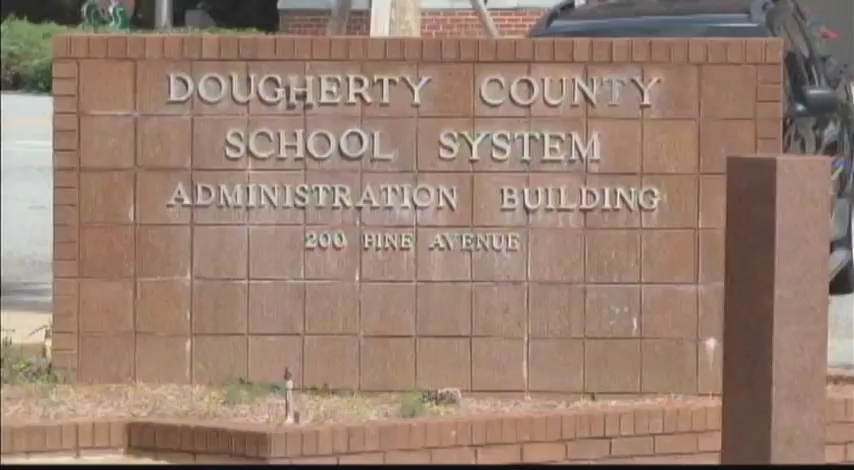 DOUGHERTY COUNTY
SCHOOL SYSTEM
ADMINISTRATION BUILDING
200 PINE AVENUE